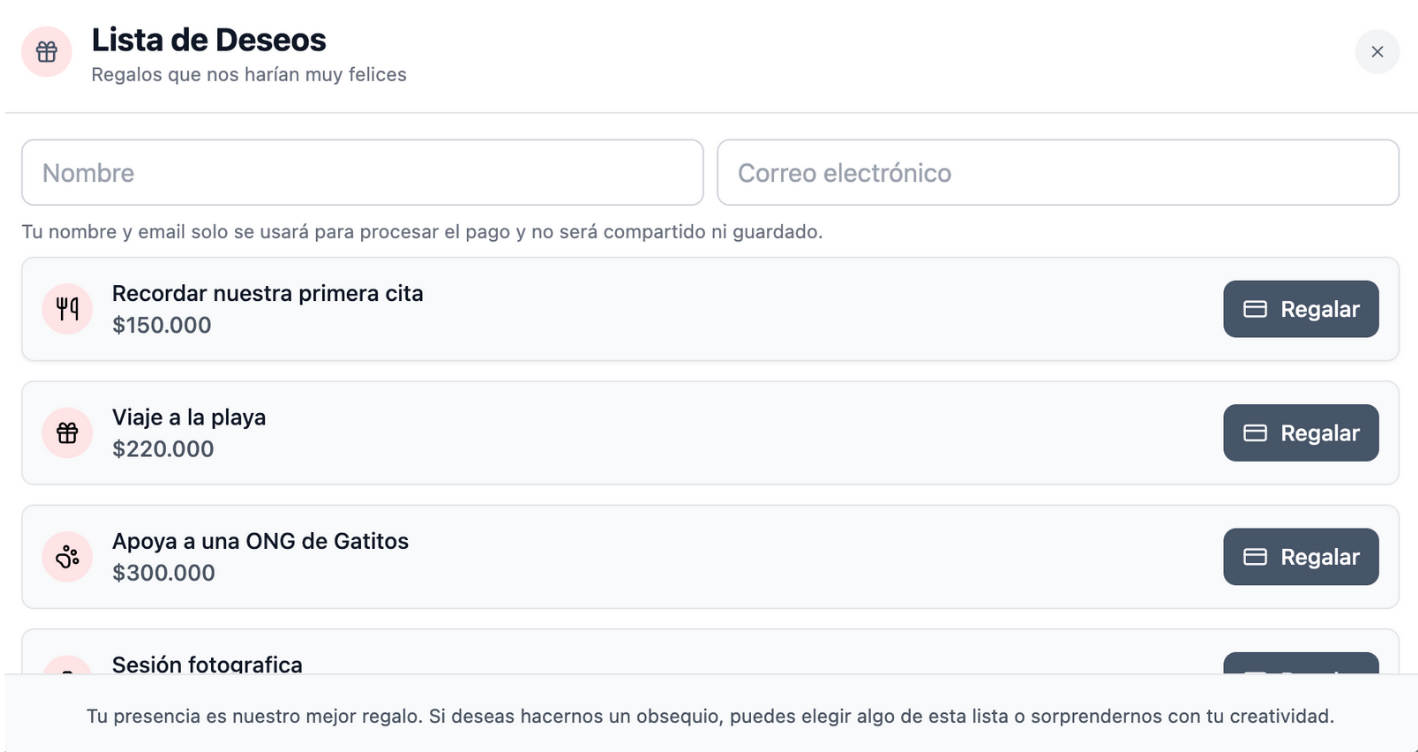 Lista de Deseos
Regalos que nos harían muy felices
Nombre
Correo electrónico
Tu nombre y email solo se usará para procesar el pago y no será compartido ni guardado.
Recordar nuestra primera cita
$150.000
Regalar
Viaje a la playa
$220.000
Regalar
Apoya a una ONG de Gatitos
$300.000
Regalar
Sesión fotografica
Tu presencia es nuestro mejor regalo. Si deseas hacernos un obsequio, puedes elegir algo de esta lista o sorprendernos con tu creatividad.